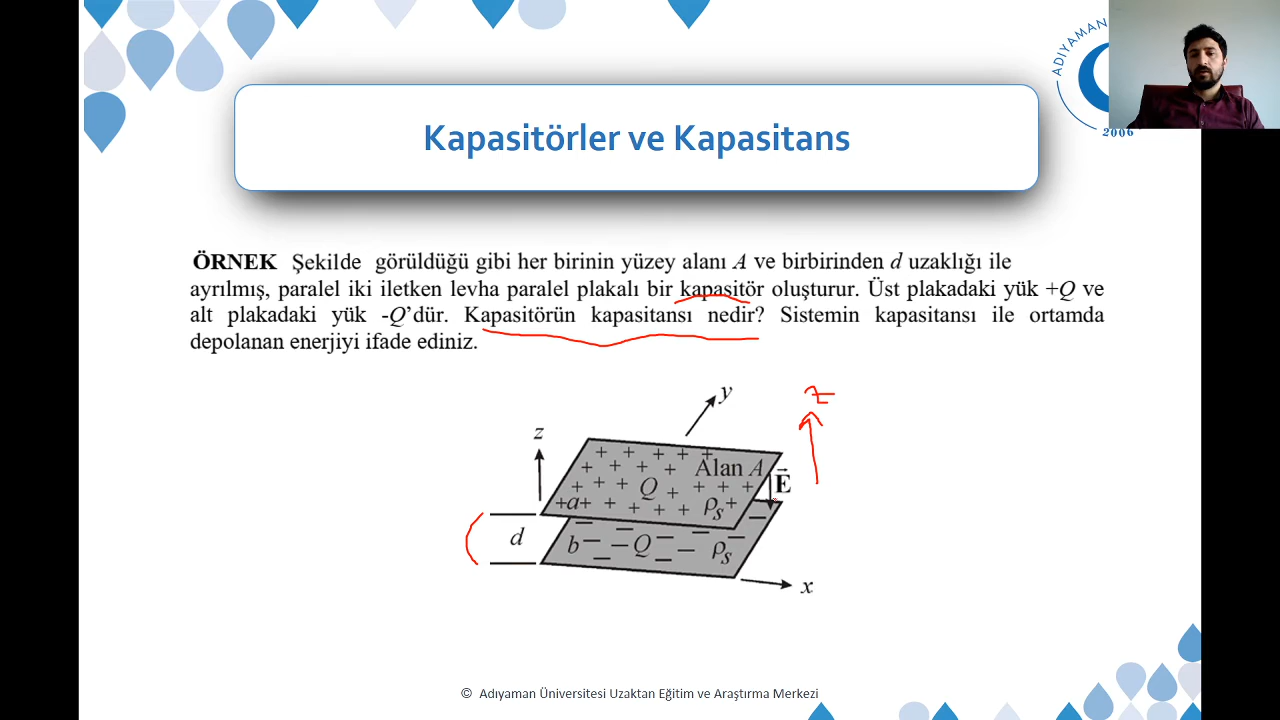 ADIYAMAN
2006
Kapasitörler ve Kapasitans
ÖRNEK Şekilde görüldüğü gibi her birinin yüzey alanı A ve birbirinden d uzaklığı ile
ayrılmış, paralel iki iletken levha paralel plakalı bir kapasitör oluşturur. Üst plakadaki yük +Q ve
alt plakadaki yük -Q’dür. Kapasitörün kapasitansı nedir? Sistemin kapasitansı ile ortamda
depolanan enerjiyi ifade ediniz.
y
z
z
Alan A
Q
E
+a+
ρs
d
b
Q
ρs
x
© Adıyaman Üniversitesi Uzaktan Eğitim ve Araştırma Merkezi